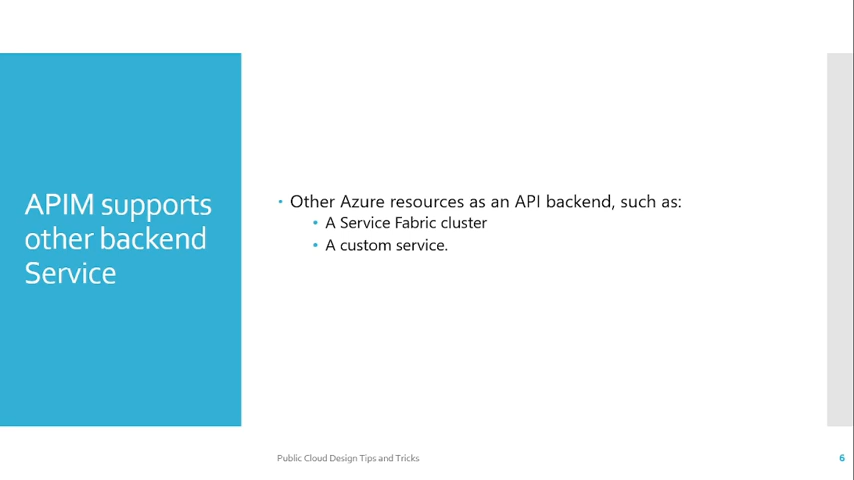 APIM supports
other backend
Service
• Other Azure resources as an API backend, such as:
• A Service Fabric cluster
• A custom service.
Public Cloud Design Tips and Tricks
6